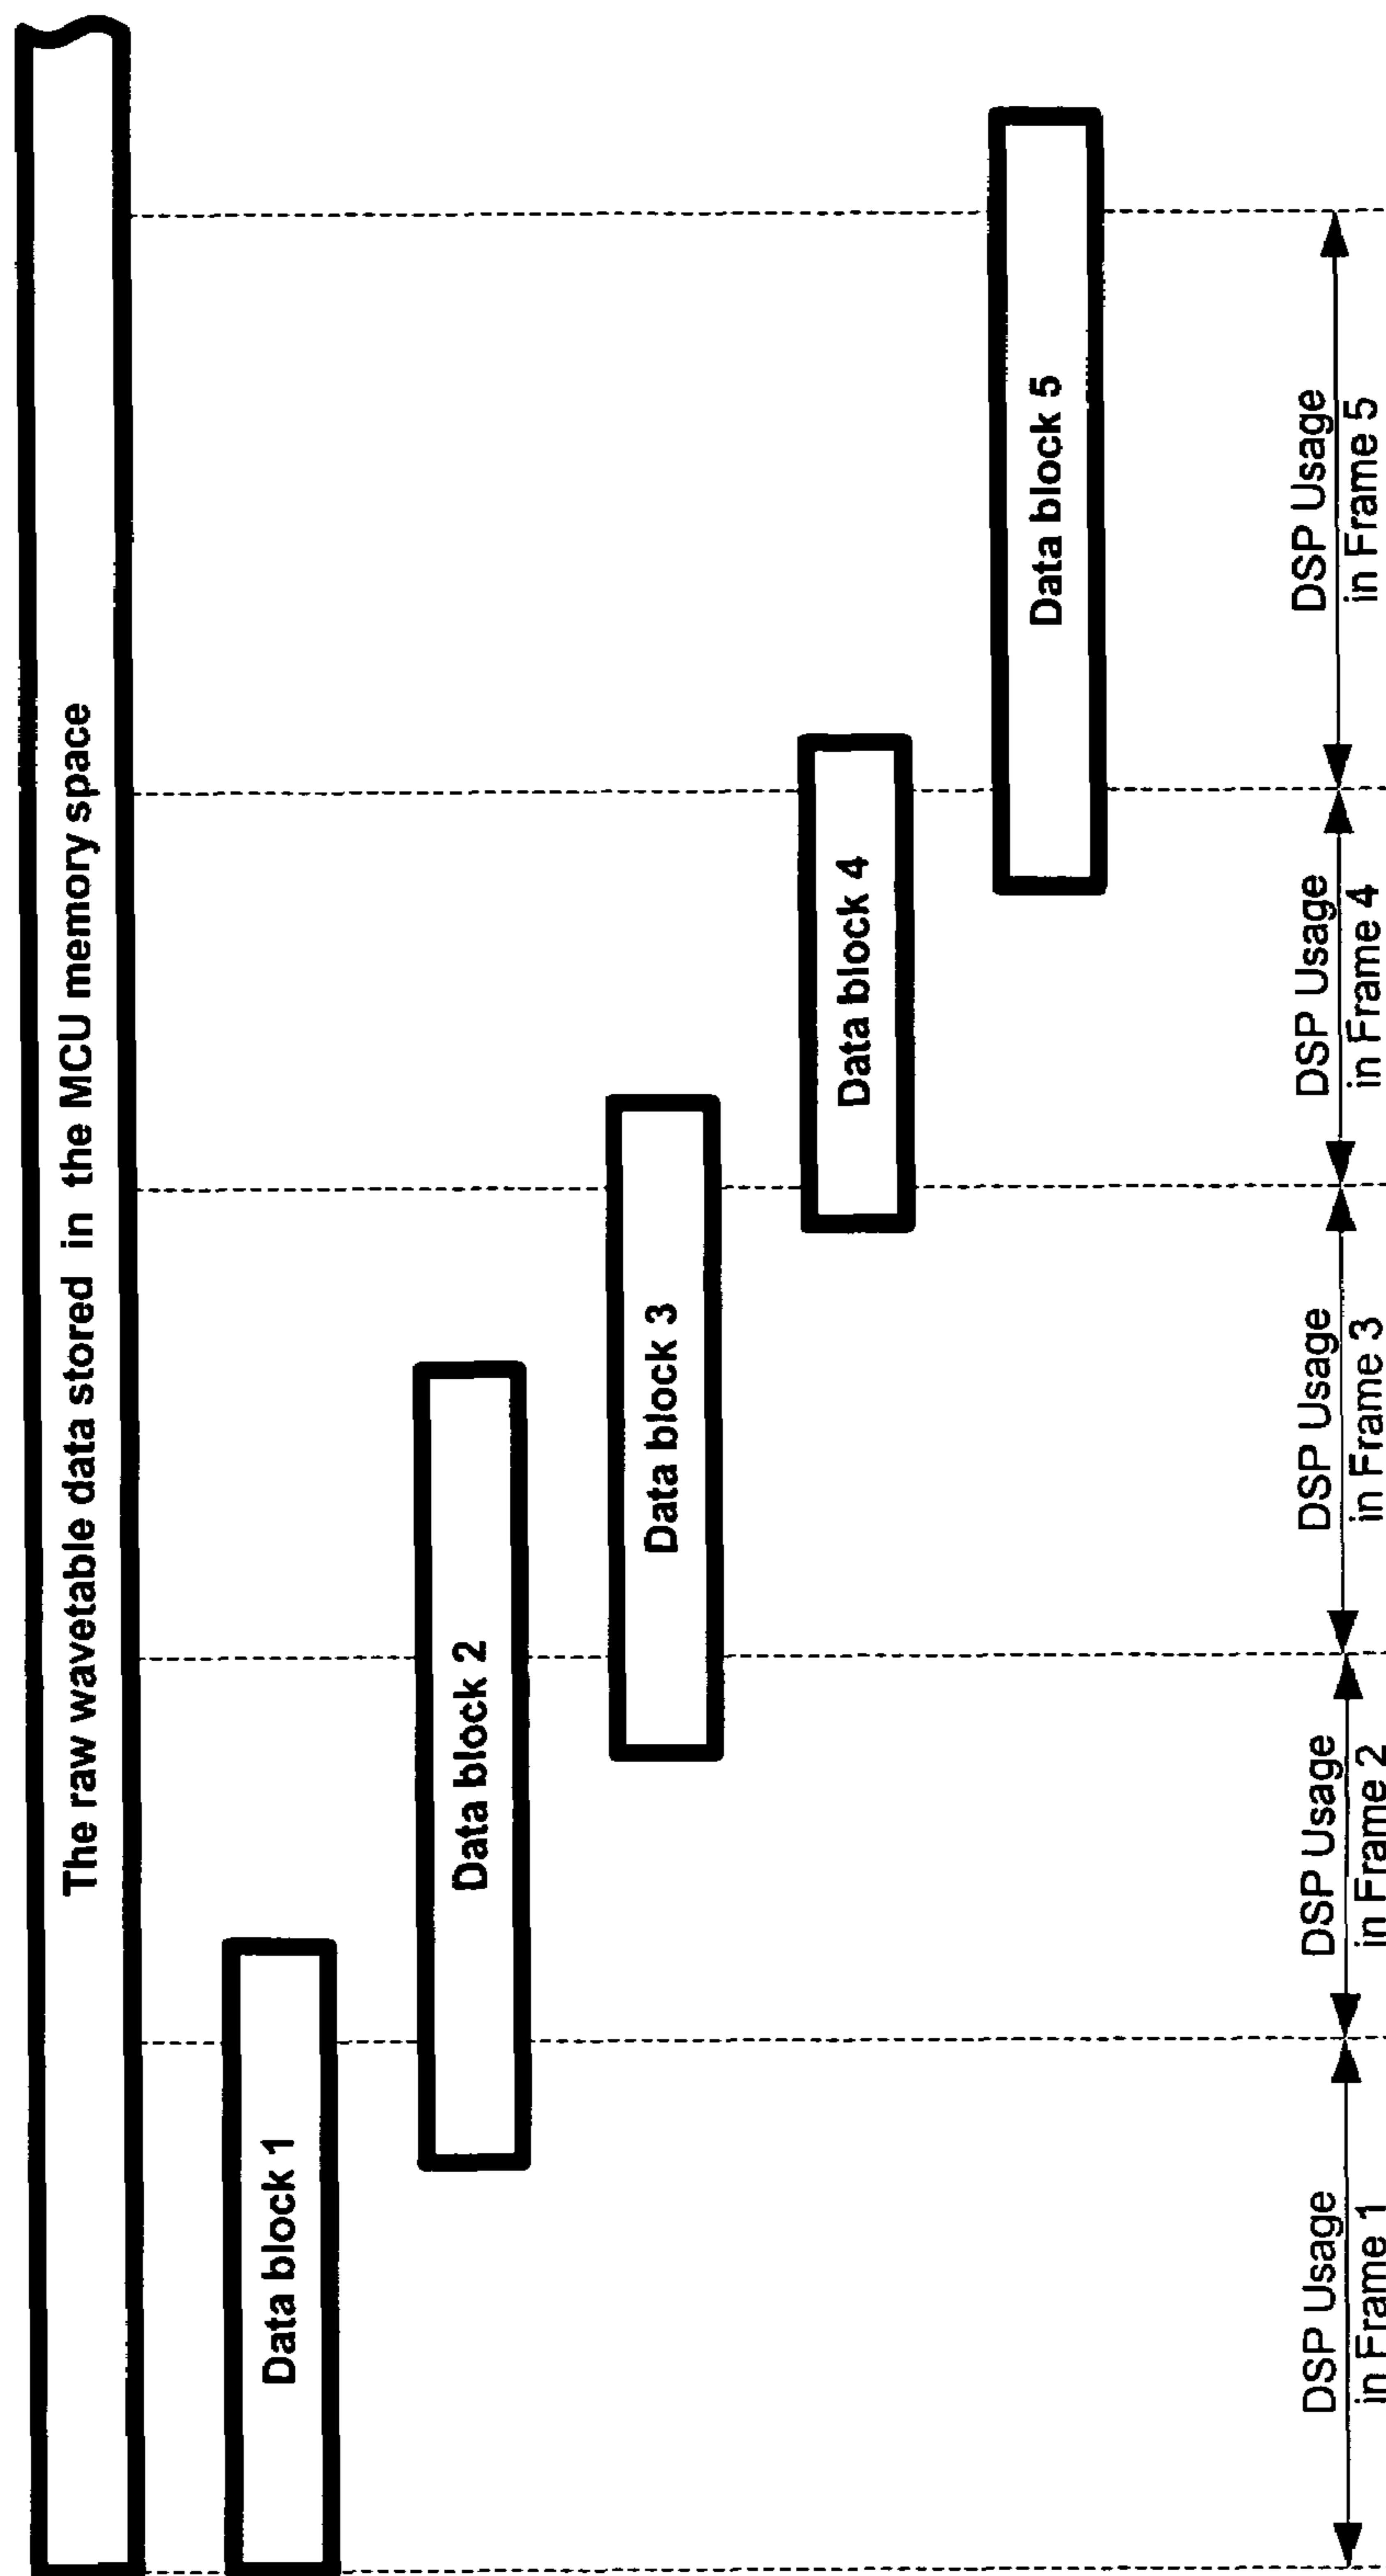 The raw wavetable data stored in the MCU memory space
Data block 1
Data block 2
Data block 3
Data block 4
Data block 5
DSP Usage
in Frame 1
DSP Usage
in Frame 2
DSP Usage
in Frame 3
DSP Usage
in Frame 4
DSP Usage
in Frame 5